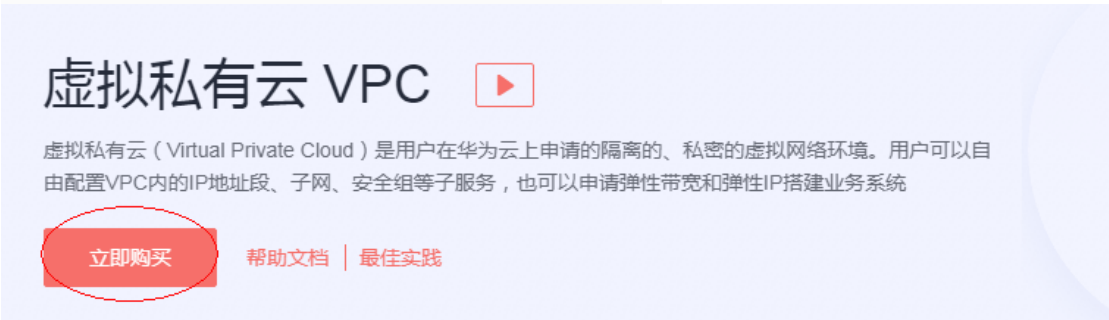 虚拟私有云 VPC
虚拟私有云（Virtual Private Cloud）是用户在华为云上申请的隔离的、私密的虚拟网络环境。用户可以自
由配置VPC内的IP地址段、子网、安全组等子服务，也可以申请弹性带宽和弹性IP搭建业务系统
立即购买 帮助文档 | 最佳实践